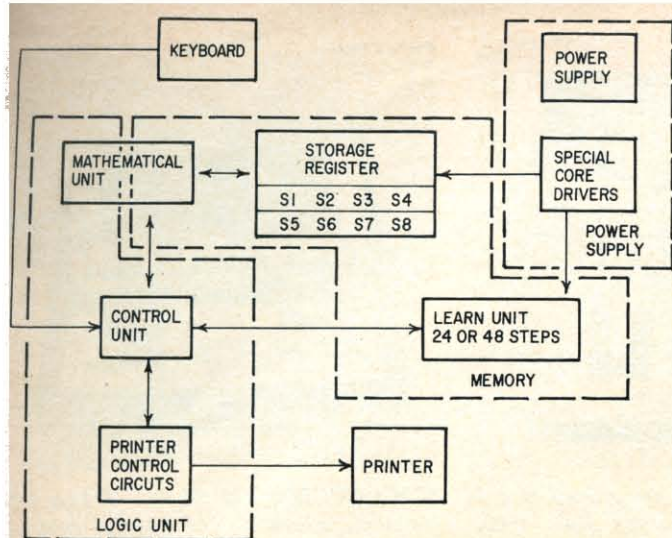 KEYBOARD
POWER
SUPPLY
MATHEMATICAL
UNIT
STORAGE
REGISTER
S1 S2 S3 S4
S5 S6 S7 S8
SPECIAL
CORE
DRIVERS
POWER
SUPPLY
CONTROL
UNIT
LEARN UNIT
24 OR 48 STEPS
MEMORY
PRINTER
CONTROL
CIRCUTS
PRINTER
LOGIC UNIT